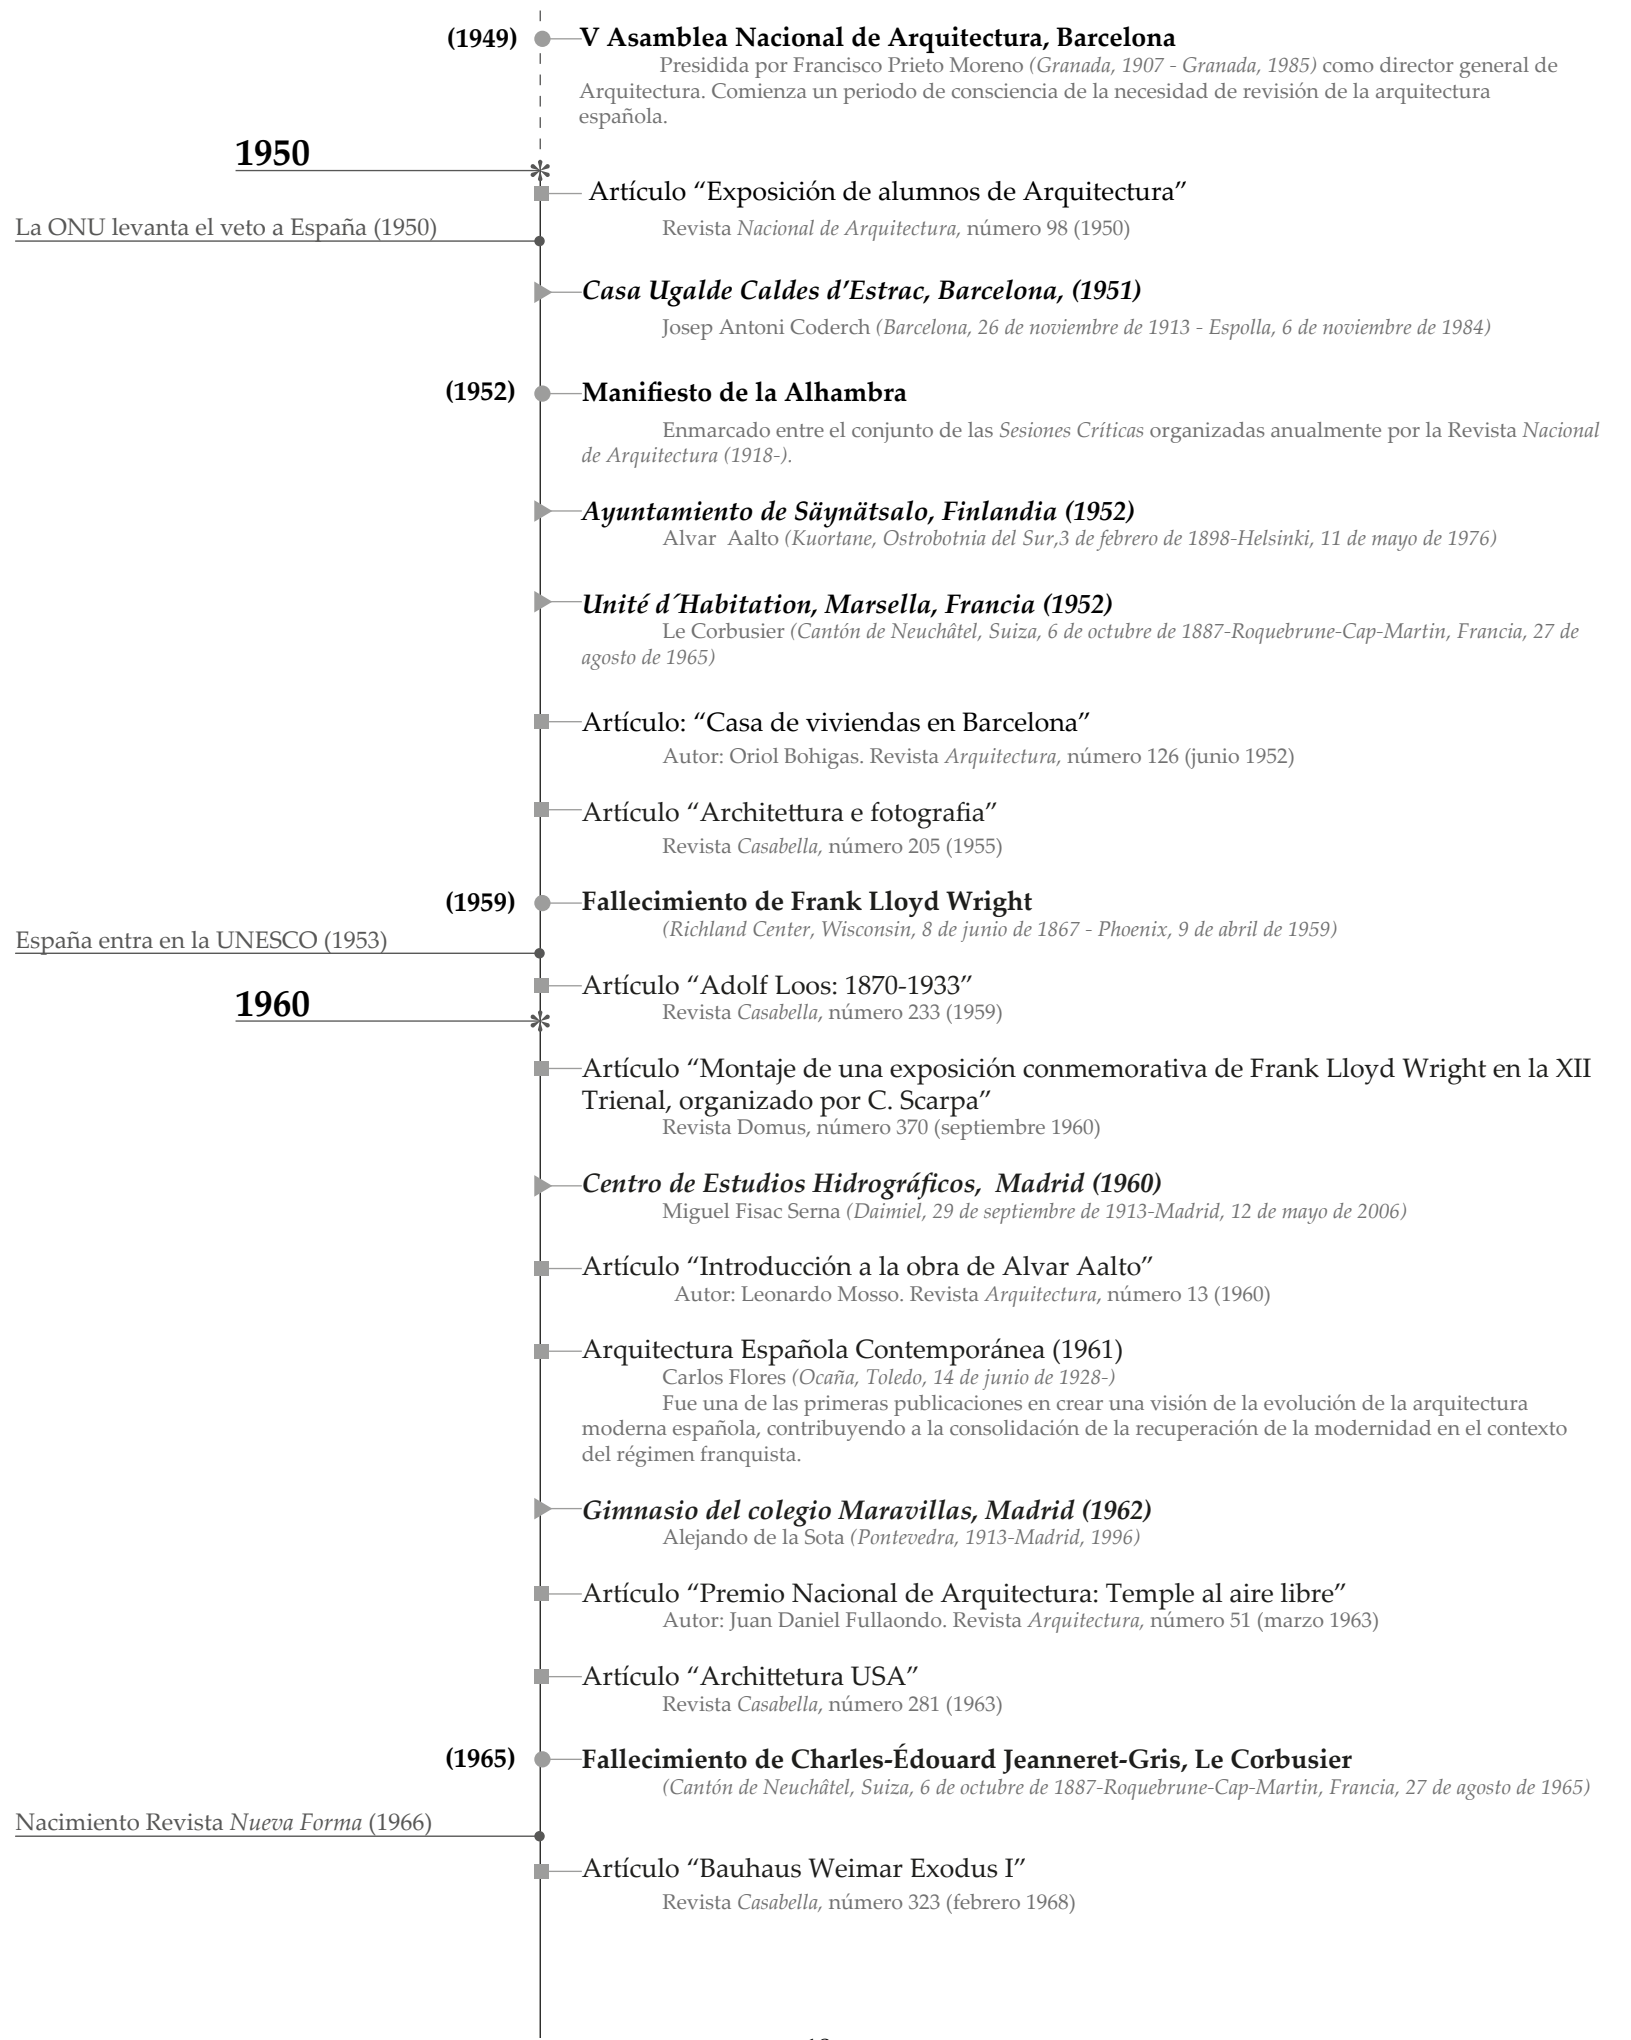 (1949)
V Asamblea Nacional de Arquitectura, Barcelona
Presidida por Francisco Prieto Moreno (Granada, 1907 - Granada, 1985) como director general de
Arquitectura. Comienza un periodo de consciencia de la necesidad de revisión de la arquitectura
española.
1950
Artículo “Exposición de alumnos de Arquitectura”
La ONU levanta el veto a España (1950)
Revista Nacional de Arquitectura, número 98 (1950)
Casa Ugalde Caldes d’Estrac, Barcelona, (1951)
Josep Antoni Coderch (Barcelona, 26 de noviembre de 1913 - Espolla, 6 de noviembre de 1984)
(1952)
Manifiesto de la Alhambra
Enmarcado entre el conjunto de las Sesiones Críticas organizadas anualmente por la Revista Nacional
de Arquitectura (1918-).
Ayuntamiento de Säynätsalo, Finlandia (1952)
Alvar Aalto (Kuortane, Ostrobotnia del Sur,3 de febrero de 1898-Helsinki, 11 de mayo de 1976)
Unité d´Habitation, Marsella, Francia (1952)
Le Corbusier (Cantón de Neuchâtel, Suiza, 6 de octubre de 1887-Roquebrune-Cap-Martin, Francia, 27 de
agosto de 1965)
Artículo: “Casa de viviendas en Barcelona”
Autor: Oriol Bohigas. Revista Arquitectura, número 126 (junio 1952)
Artículo “Architettura e fotografia”
Revista Casabella, número 205 (1955)
(1959)
Fallecimiento de Frank Lloyd Wright
(Richland Center, Wisconsin, 8 de junio de 1867 - Phoenix, 9 de abril de 1959)
España entra en la UNESCO (1953)
Artículo “Adolf Loos: 1870-1933”
1960
Revista Casabella, número 233 (1959)
Artículo “Montaje de una exposición conmemorativa de Frank Lloyd Wright en la XII
Trienal, organizado por C. Scarpa”
Revista Domus, número 370 (septiembre 1960)
Centro de Estudios Hidrográficos, Madrid (1960)
Miguel Fisac Serna (Daimiel, 29 de septiembre de 1913-Madrid, 12 de mayo de 2006)
Artículo “Introducción a la obra de Alvar Aalto”
Autor: Leonardo Mosso. Revista Arquitectura, número 13 (1960)
Arquitectura Española Contemporánea (1961)
Carlos Flores (Ocaña, Toledo, 14 de junio de 1928-)
Fue una de las primeras publicaciones en crear una visión de la evolución de la arquitectura
moderna española, contribuyendo a la consolidación de la recuperación de la modernidad en el contexto
del régimen franquista.
Gimnasio del colegio Maravillas, Madrid (1962)
Alejando de la Sota (Pontevedra, 1913-Madrid, 1996)
Artículo “Premio Nacional de Arquitectura: Temple al aire libre”
Autor: Juan Daniel Fullaondo. Revista Arquitectura, número 51 (marzo 1963)
Artículo “Archittetura USA”
Revista Casabella, número 281 (1963)
(1965)
Fallecimiento de Charles-Édouard Jeanneret-Gris, Le Corbusier
(Cantón de Neuchâtel, Suiza, 6 de octubre de 1887-Roquebrune-Cap-Martin, Francia, 27 de agosto de 1965)
Nacimiento Revista Nueva Forma (1966)
Artículo “Bauhaus Weimar Exodus I”
Revista Casabella, número 323 (febrero 1968)